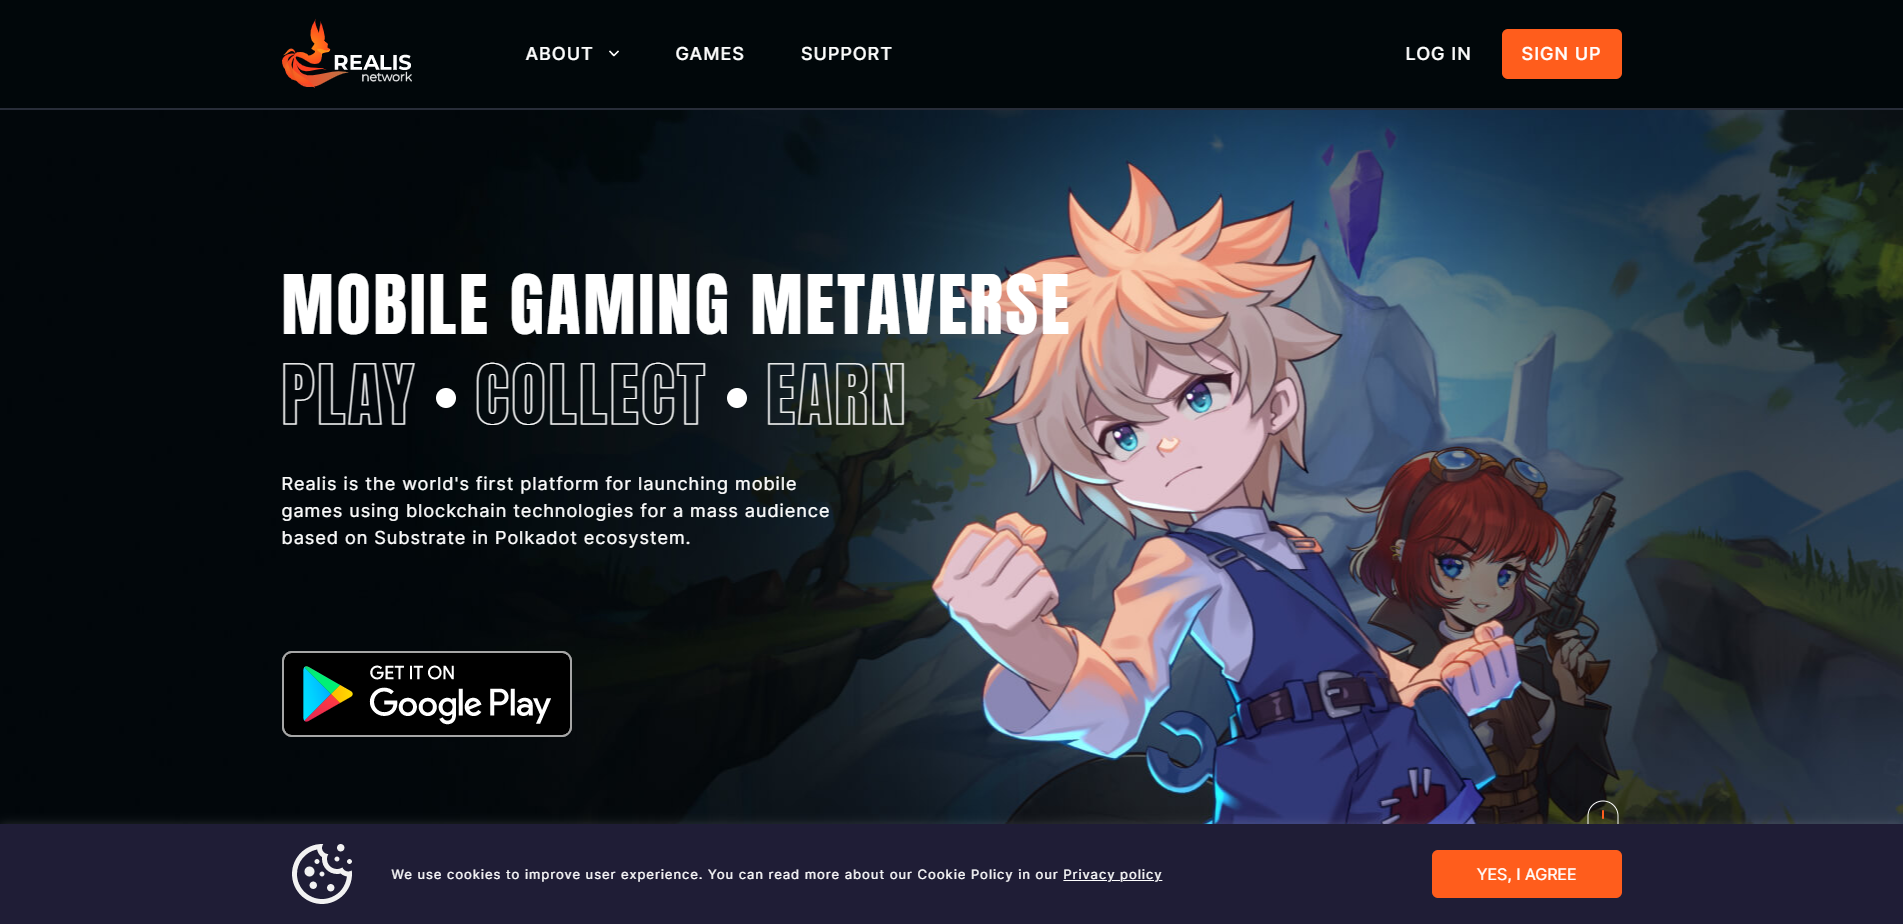 REALIS
network
ABOUT
GAMES
SUPPORT
LOG IN
SIGN UP
MOBILE GAMING METAVERSE
PLAY • COLLECT • EARN
Realis is the world's first platform for launching mobile
games using blockchain technologies for a mass audience
based on Substrate in Polkadot ecosystem.
GET IT ON
Google Play
We use cookies to improve user experience. You can read more about our Cookie Policy in our Privacy policy
YES, I AGREE